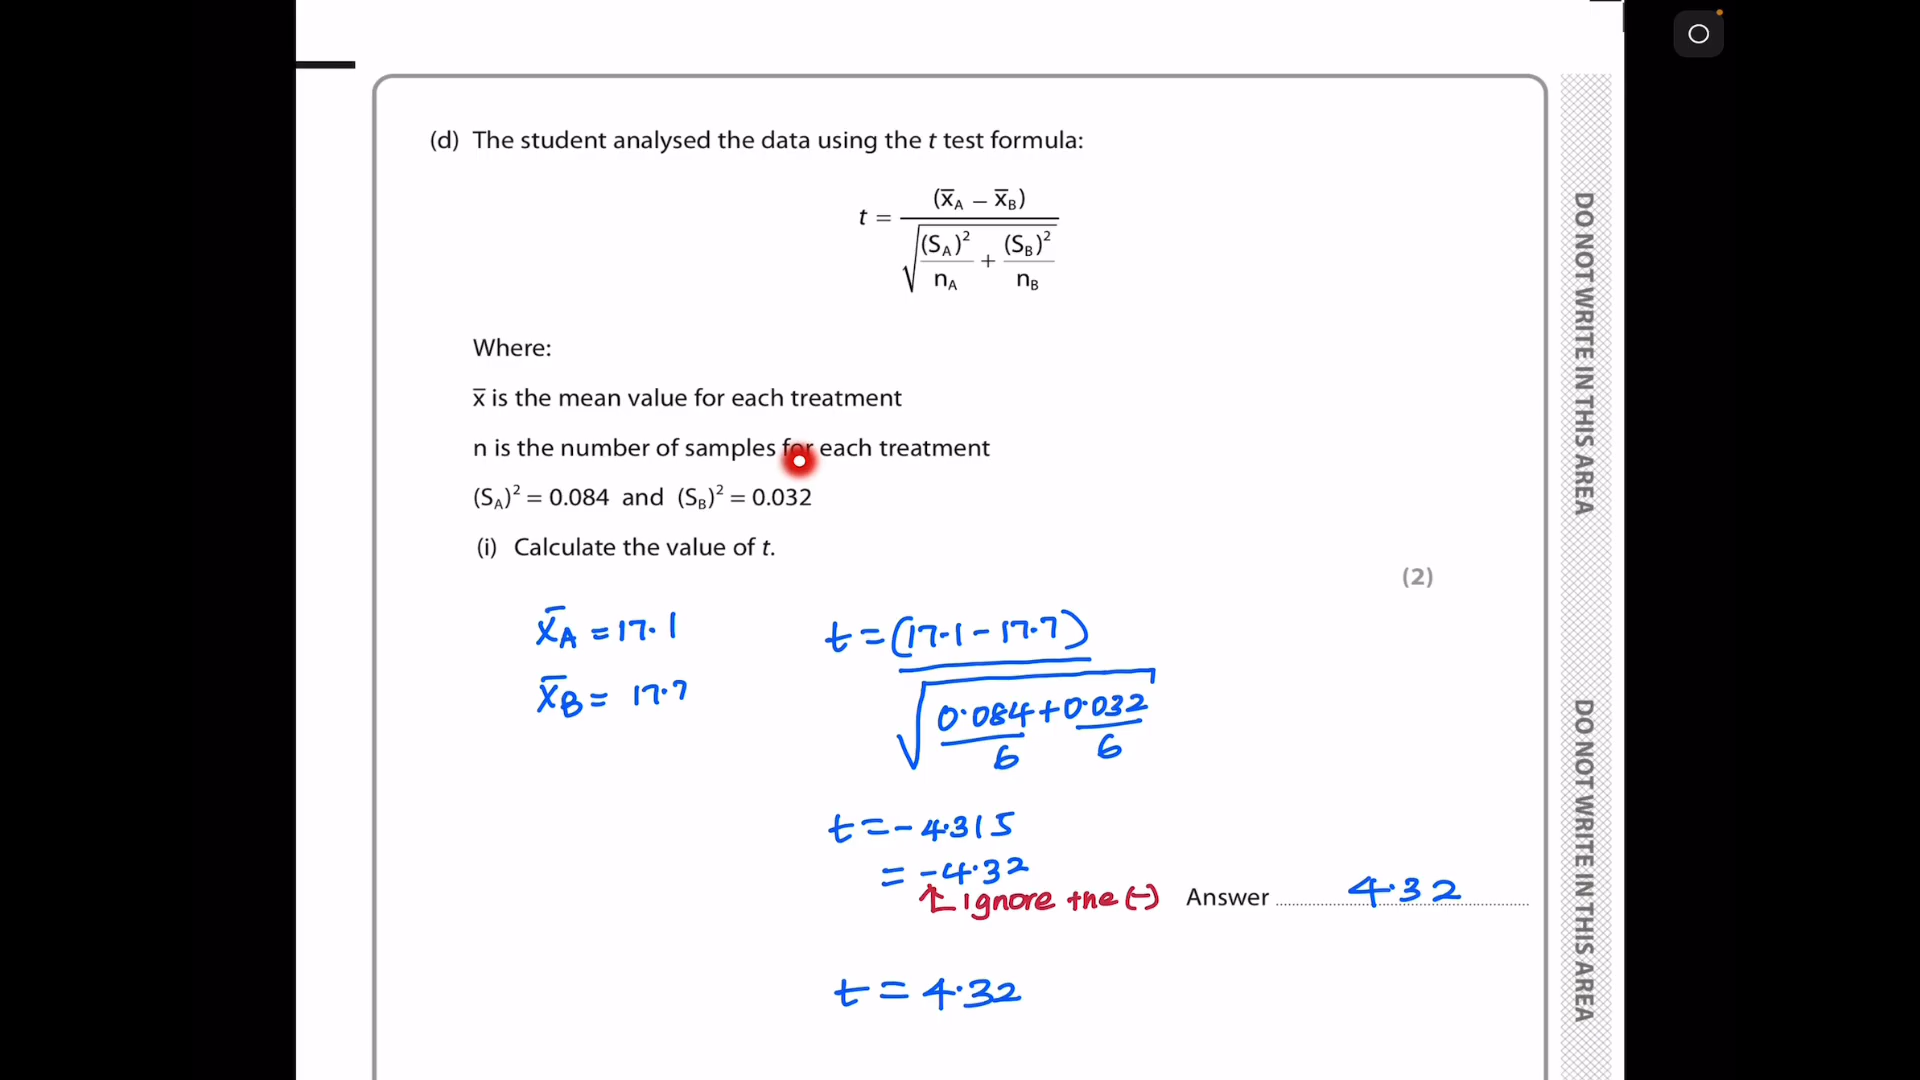 (d) The student analysed the data using the t test formula:
t = (x̅A – x̅B) / √((SA)² / nA + (SB)² / nB)
Where:
x̅ is the mean value for each treatment
n is the number of samples for each treatment
(SA)² = 0.084 and (SB)² = 0.032
(i) Calculate the value of t.
(2)
x̅A = 17.1
x̅B = 17.7
t = (17.1 - 17.7) / √(0.084 / 6 + 0.032 / 6)
t = - 4.315
= -4.32
↑ ignore the (-)
Answer 4.32
t = 4.32
DO NOT WRITE IN THIS AREA
DO NOT WRITE IN THIS AREA